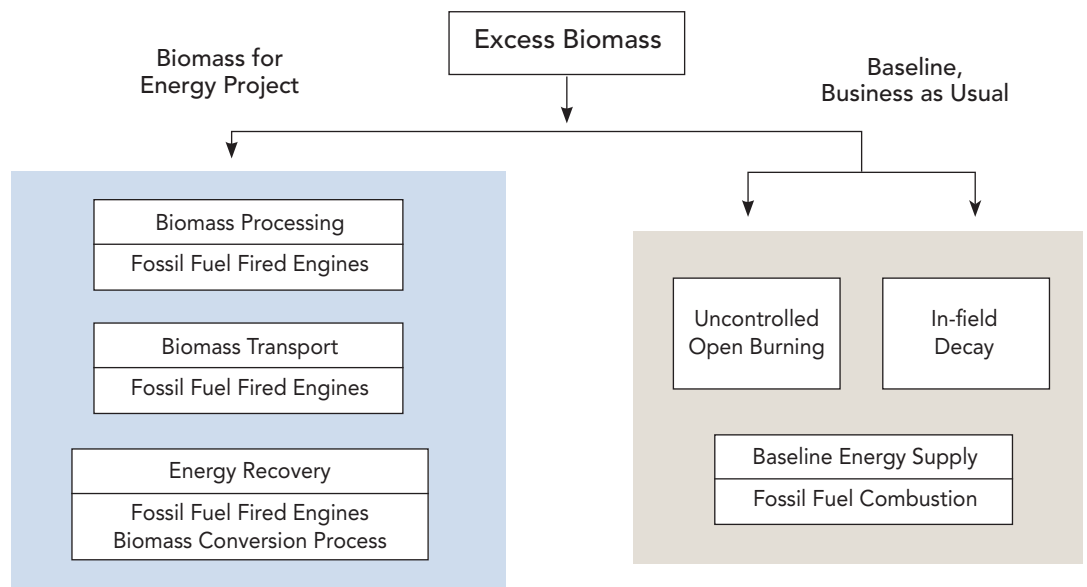 Excess Biomass
Biomass for
Energy Project
Baseline,
Business as Usual
Biomass Processing
Fossil Fuel Fired Engines
Biomass Transport
Fossil Fuel Fired Engines
Energy Recovery
Fossil Fuel Fired Engines
Biomass Conversion Process
Uncontrolled
Open Burning
In-field
Decay
Baseline Energy Supply
Fossil Fuel Combustion